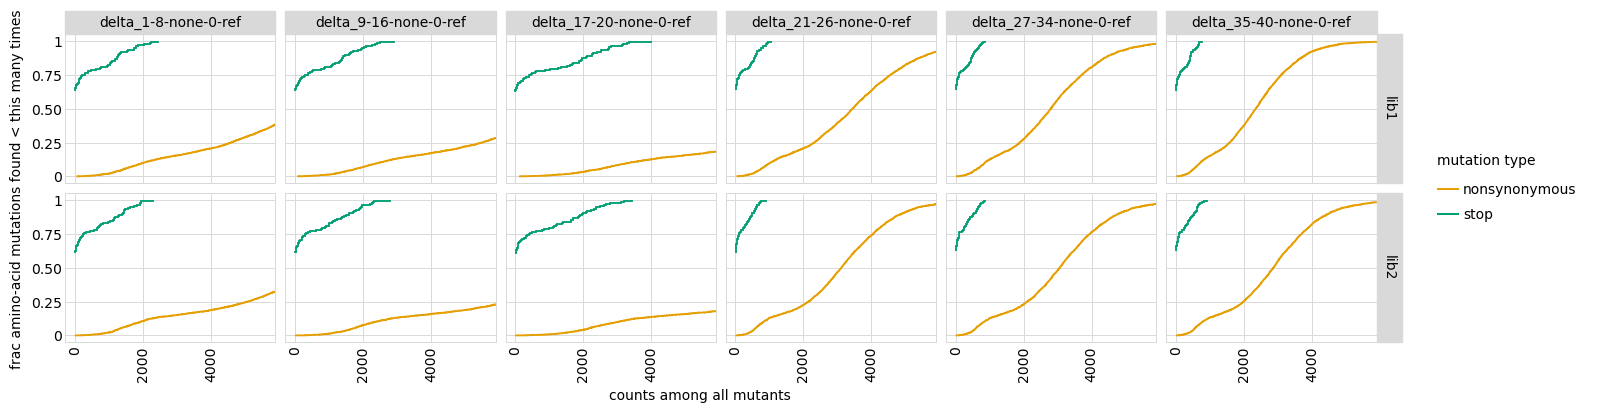 delta_1-8-none-0-ref
delta_9-16-none-0-ref
delta_17-20-none-0-ref
delta_21-26-none-0-ref
delta_27-34-none-0-ref
delta_35-40-none-0-ref
frac amino-acid mutations found < this many times
1
0.75
0.50
0.25
0
lib1
1
0.75
0.50
0.25
0
lib2
0 2000 4000
0 2000 4000
0 2000 4000
0 2000 4000
0 2000 4000
0 2000 4000
counts among all mutants
mutation type
nonsynonymous
stop